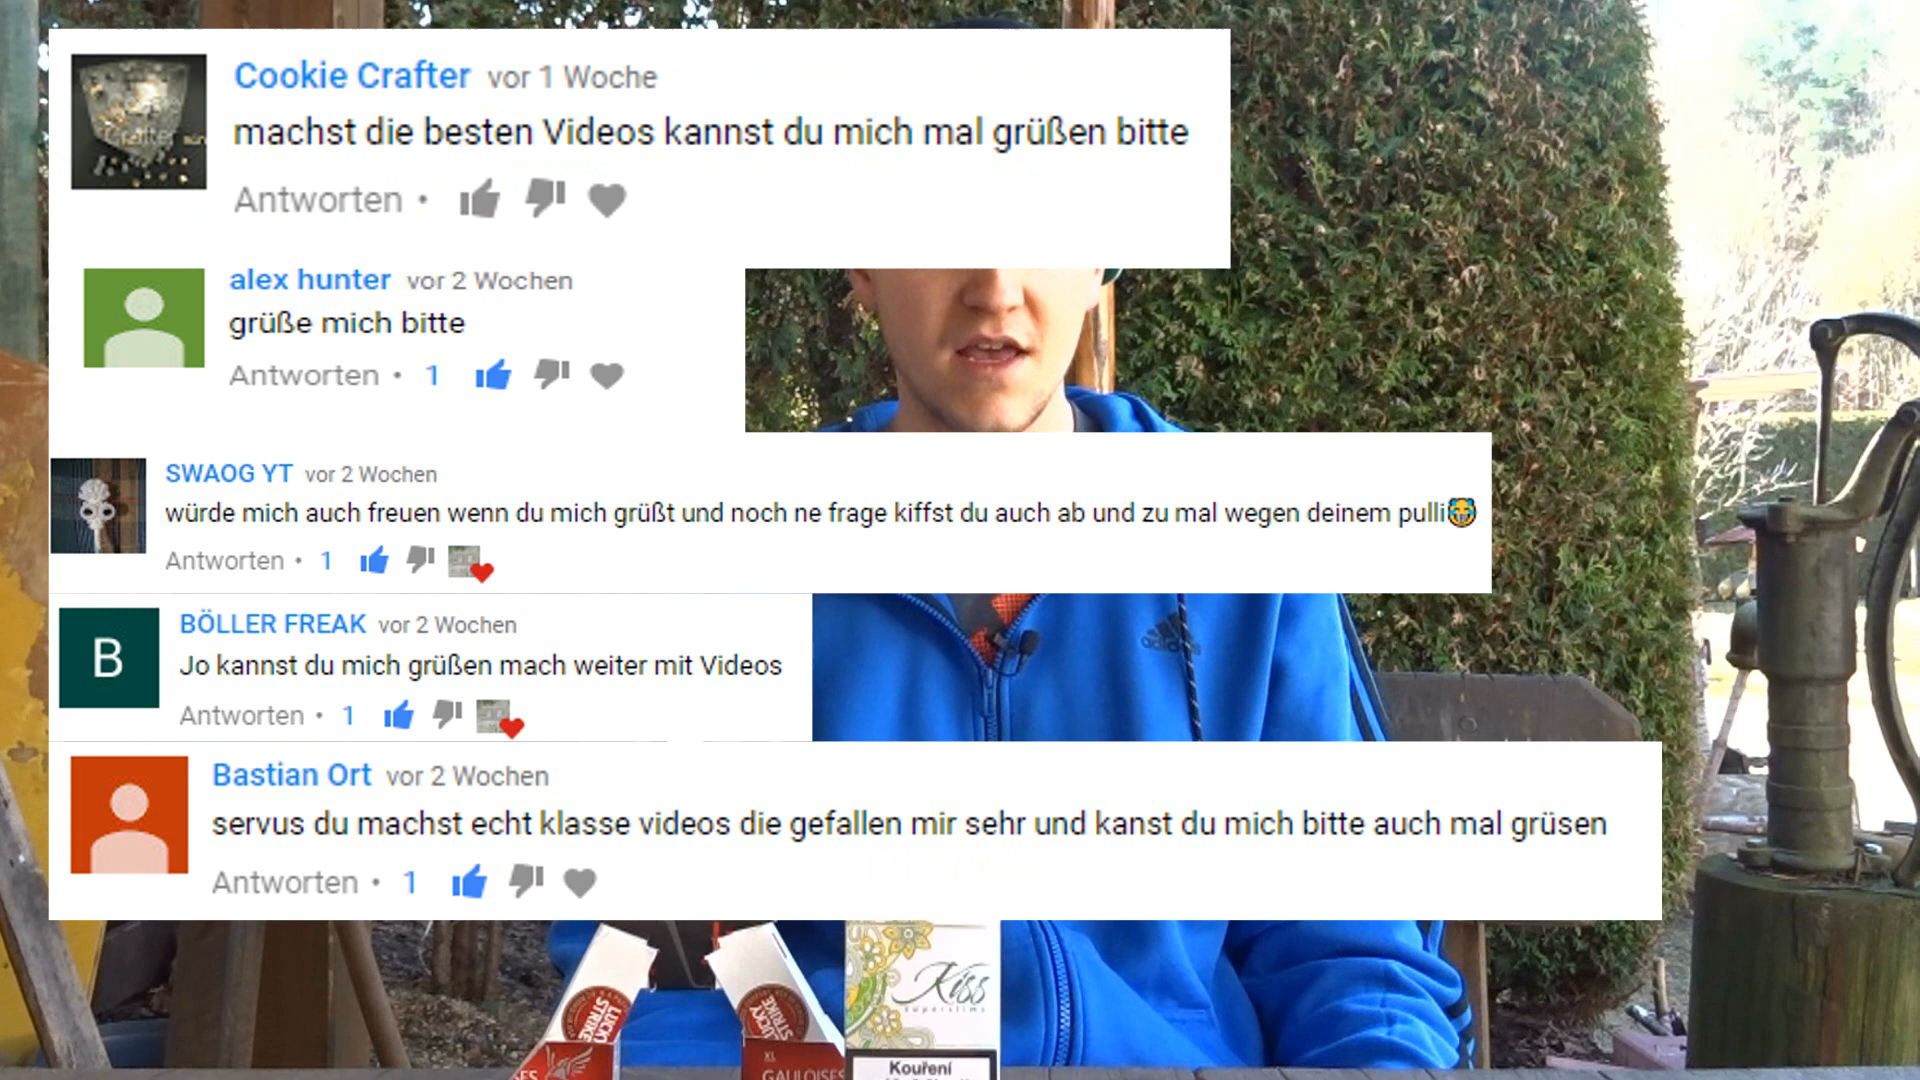 Cookie Crafter vor 1 Woche
machst die besten Videos kannst du mich mal grüßen bitte
Antworten •
alex hunter vor 2 Wochen
grüße mich bitte
Antworten • 1
SWAOG YT vor 2 Wochen
würde mich auch freuen wenn du mich grüßt und noch ne frage kiffst du auch ab und zu mal wegen deinem pulli😂
Antworten • 1
B
BÖLLER FREAK vor 2 Wochen
Jo kannst du mich grüßen mach weiter mit Videos
Antworten • 1
adidas
Bastian Ort vor 2 Wochen
servus du machst echt klasse videos die gefallen mir sehr und kanst du mich bitte auch mal grüsen
Antworten • 1
LUCKY STRIKE
LUCKY STRIKE
Kiss
superslims
XL
GAULOISES
Kouření